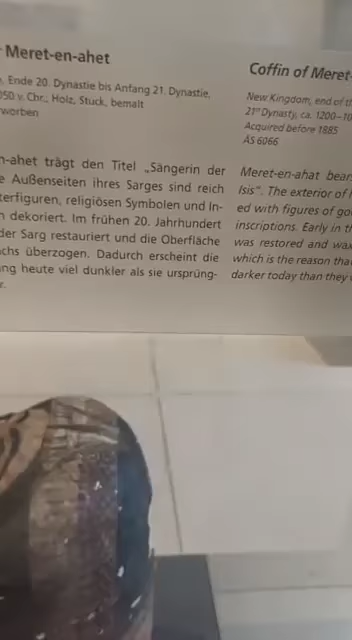 Meret-en-ahet
, Ende 20. Dynastie bis Anfang 21. Dynastie,
050 v. Chr., Holz, Stuck, bemalt
worben
n-ahet trägt den Titel „Sängerin der
e Außenseiten ihres Sarges sind reich
terfiguren, religiösen Symbolen und In-
n dekoriert. Im frühen 20. Jahrhundert
der Sarg restauriert und die Oberfläche
chs überzogen. Dadurch erscheint die
ng heute viel dunkler als sie ursprüng-
r.
Coffin of Meret-
New Kingdom, end of th
21st Dynasty, ca. 1200–10
Acquired before 1885
ÄS 6066
Meret-en-ahat bears
Isis". The exterior of h
ed with figures of go
inscriptions. Early in th
was restored and wax
which is the reason tha
darker today than they w